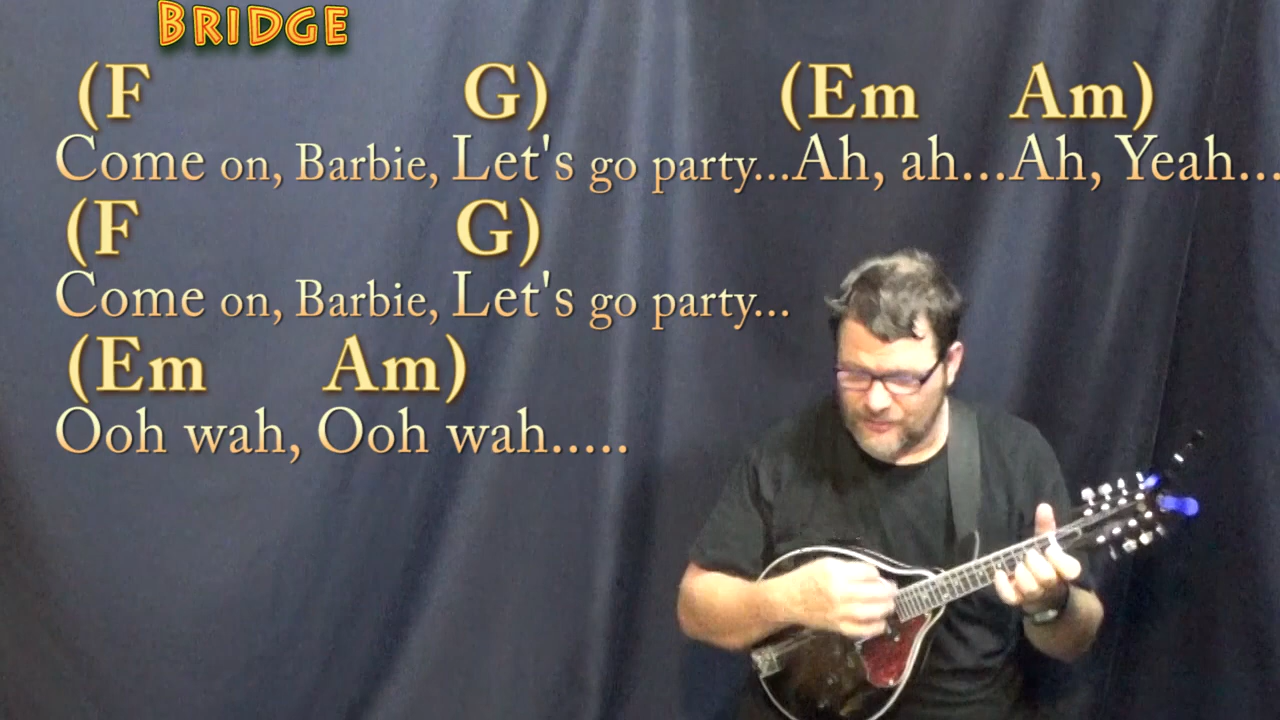 BRIDGE
(F G) (Em Am)
Come on, Barbie, Let's go party...Ah, ah...Ah, Yeah...
(F G)
Come on, Barbie, Let's go party...
(Em Am)
Ooh wah, Ooh wah.....